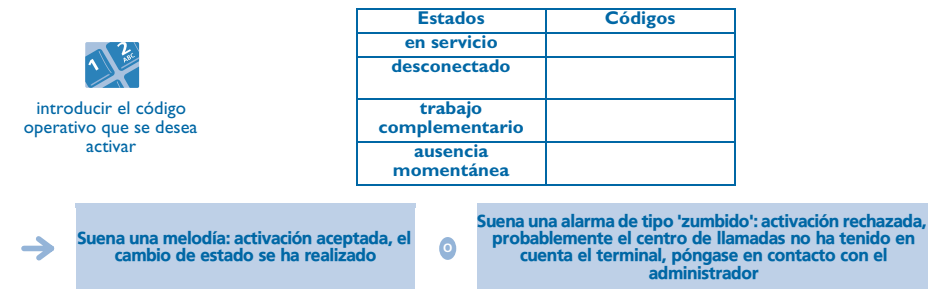 Estados Códigos
en servicio
desconectado
trabajo
complementario
ausencia
momentánea
1 2
ABC
introducir el código
operativo que se desea
activar
Suena una melodía: activación aceptada, el
cambio de estado se ha realizado
O
Suena una alarma de tipo 'zumbido': activación rechazada,
probablemente el centro de llamadas no ha tenido en
cuenta el terminal, póngase en contacto con el
administrador